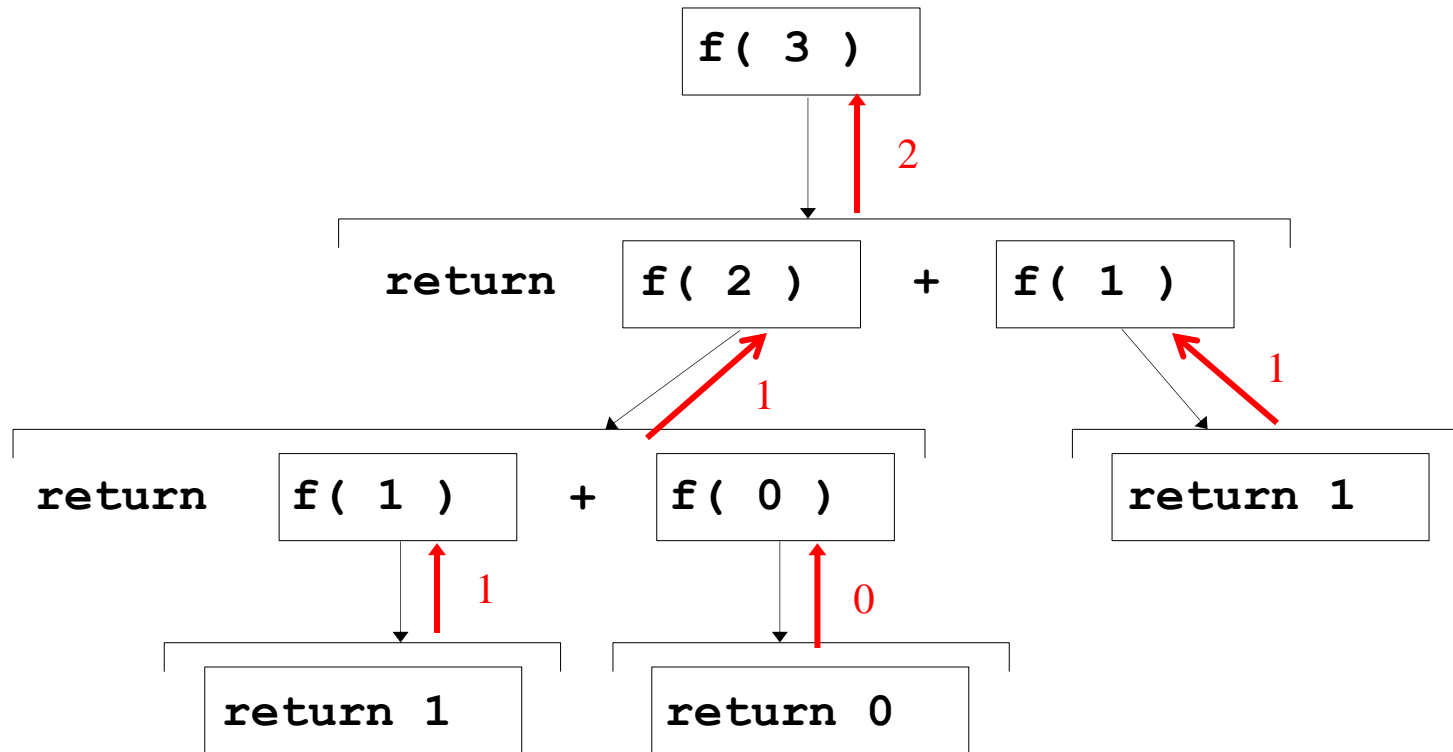 f( 3 )
2
return f( 2 ) + f( 1 )
1 1
return f( 1 ) + f( 0 ) return 1
1 0
return 1 return 0